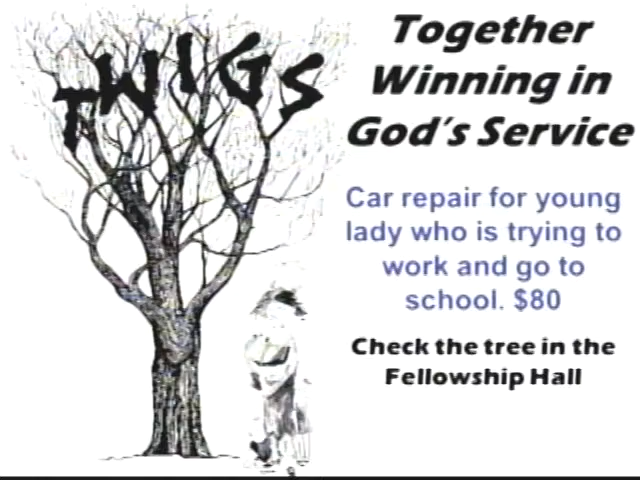 TWIGS
Together
Winning in
God's Service
Car repair for young
lady who is trying to
work and go to
school. $80
Check the tree in the
Fellowship Hall